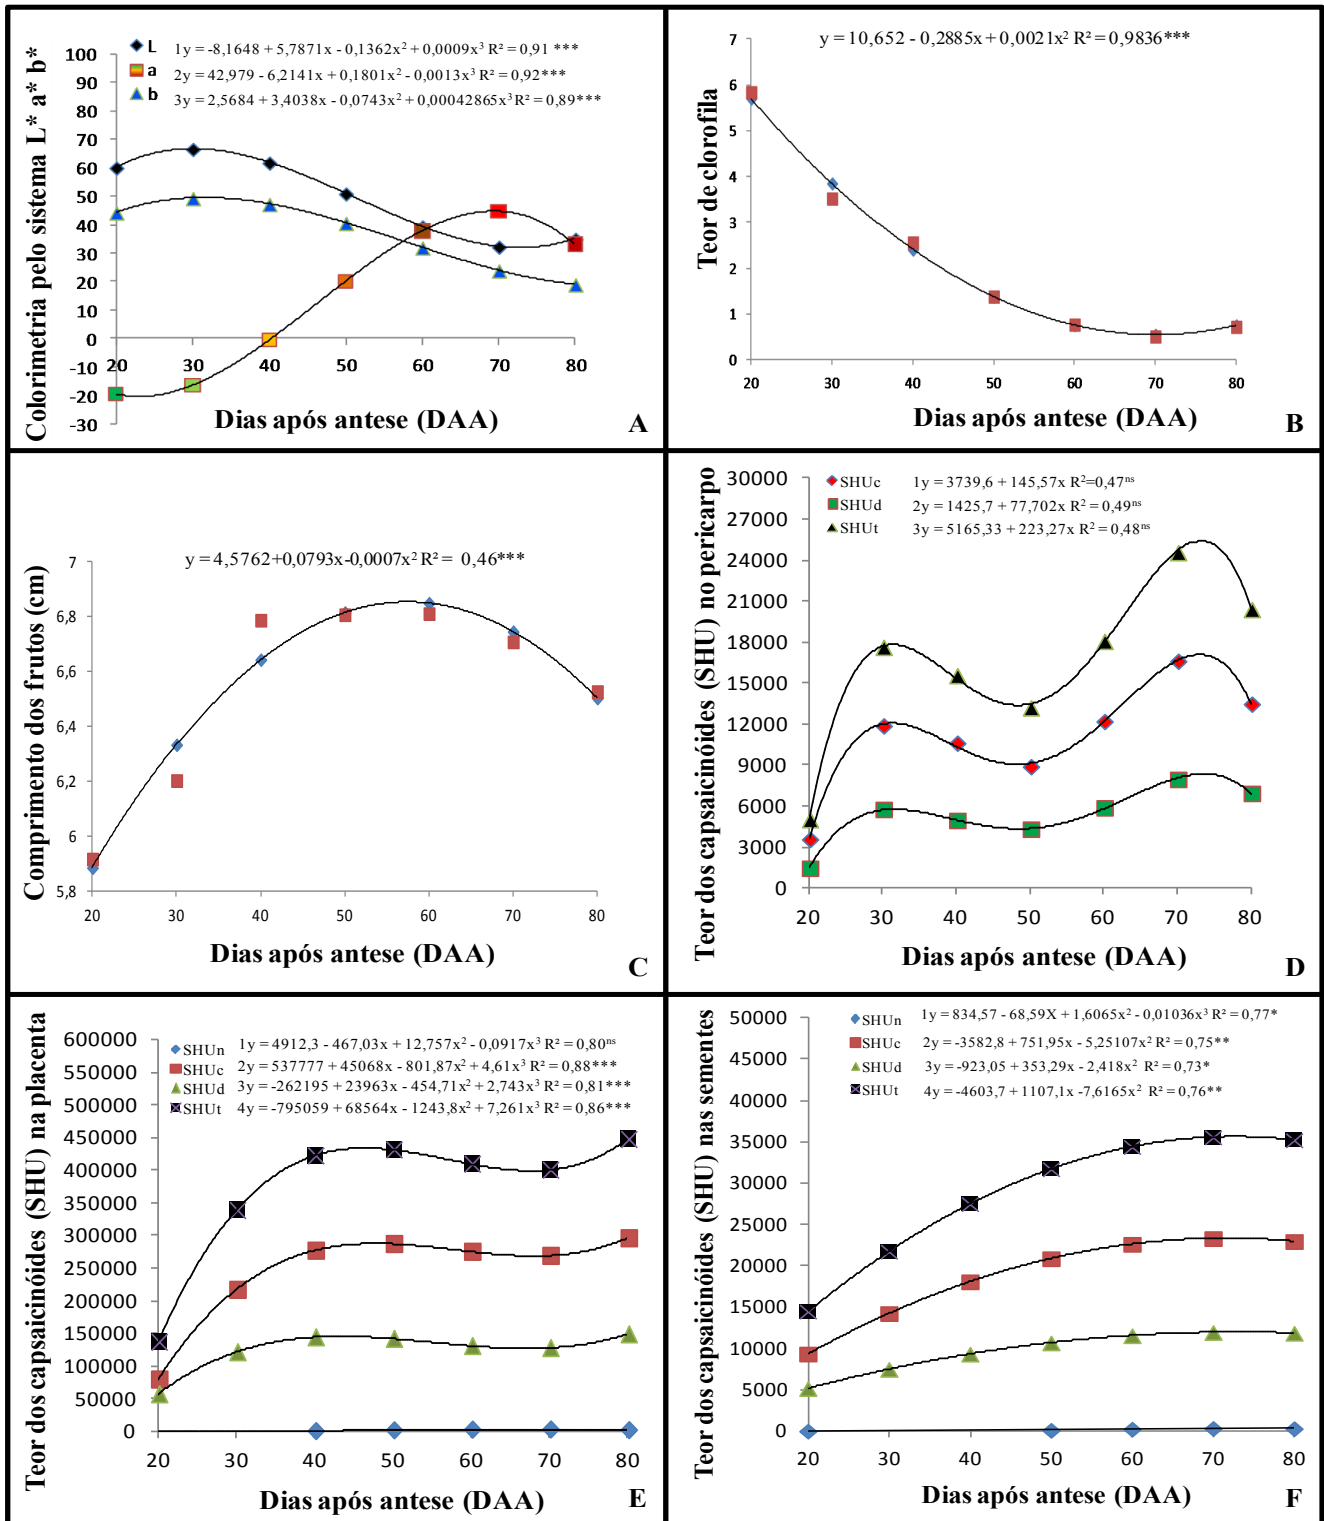 L 1y = -8,1648 + 5,7871x - 0,1362x² + 0,0009x³ R² = 0,91 ***
a 2y = 42,979 - 6,2141x + 0,1801x² - 0,0013x³ R² = 0,92***
b 3y = 2,5684 + 3,4038x - 0,0743x² + 0,00042865x³ R² = 0,89***
Colorimetria pelo sistema L* a* b*
100
90
80
70
60
50
40
30
20
10
0
-10
-20
-30
20 30 40 50 60 70 80
Dias após antese (DAA)
A
y = 10,652 - 0,2885x + 0,0021x² R² = 0,9836***
Teor de clorofila
7
6
5
4
3
2
1
0
20 30 40 50 60 70 80
Dias após antese (DAA)
B
y = 4,5762+0,0793x-0,0007x² R² = 0,46***
Comprimento dos frutos (cm)
7
6,8
6,6
6,4
6,2
6
5,8
20 30 40 50 60 70 80
Dias após antese (DAA)
C
SHUc 1y = 3739,6 + 145,57x R²=0,47ns
SHUd 2y = 1425,7 + 77,702x R² = 0,49ns
SHUt 3y = 5165,33 + 223,27x R² = 0,48ns
Teor dos capsaicinóides (SHU) no pericarpo
30000
27000
24000
21000
18000
15000
12000
9000
6000
3000
0
20 30 40 50 60 70 80
Dias após antese (DAA)
D
SHUn 1y = 4912,3 - 467,03x + 12,757x² - 0,0917x³ R² = 0,80ns
SHUc 2y = 537777 + 45068x - 801,87x² + 4,61x³ R² = 0,88***
SHUd 3y = -262195 + 23963x - 454,71x² + 2,743x³ R² = 0,81***
SHUt 4y = -795059 + 68564x - 1243,8x² + 7,261x³ R² = 0,86***
Teor dos capsaicinóides (SHU) na placenta
600000
550000
500000
450000
400000
350000
300000
250000
200000
150000
100000
50000
0
20 30 40 50 60 70 80
Dias após antese (DAA)
E
SHUn 1y = 834,57 - 68,59X + 1,6065x² - 0,01036x³ R² = 0,77*
SHUc 2y = -3582,8 + 751,95x - 5,25107x² R² = 0,75**
SHUd 3y = -923,05 + 353,29x - 2,418x² R² = 0,73*
SHUt 4y = -4603,7 + 1107,1x -7,6165x² R² = 0,76**
Teor dos capsaicinóides (SHU) nas sementes
50000
45000
40000
35000
30000
25000
20000
15000
10000
5000
0
20 30 40 50 60 70 80
Dias após antese (DAA)
F